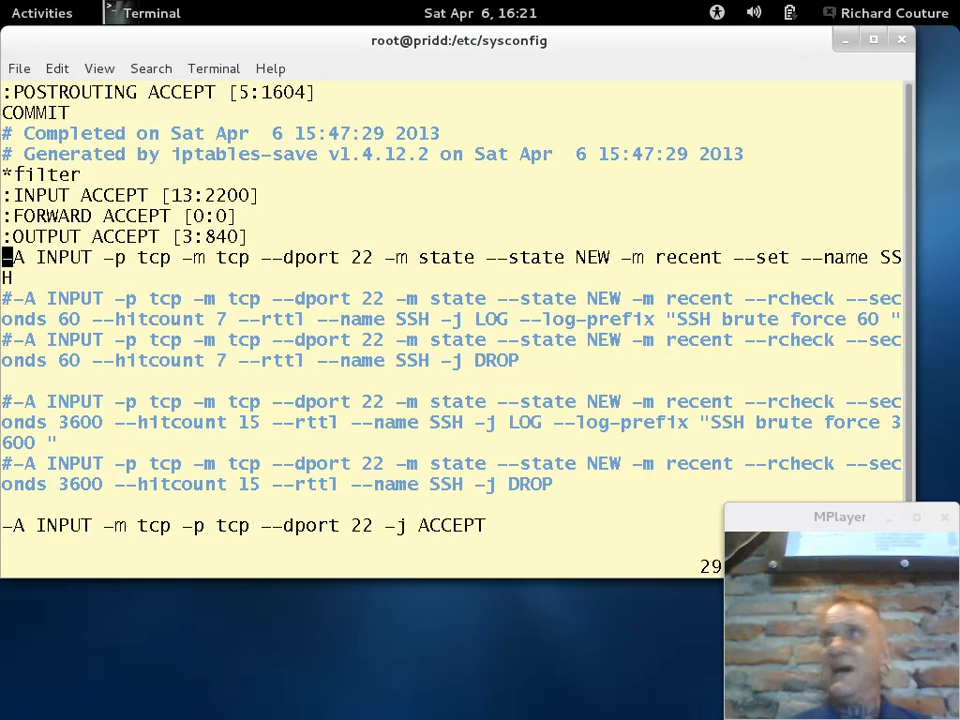 Activities
Terminal
Sat Apr 6, 16:21
Richard Couture
root@pridd:/etc/sysconfig
File Edit View Search Terminal Help
:POSTROUTING ACCEPT [5:1604]
COMMIT
# Completed on Sat Apr  6 15:47:29 2013
# Generated by iptables-save v1.4.12.2 on Sat Apr  6 15:47:29 2013
*filter
:INPUT ACCEPT [13:2200]
:FORWARD ACCEPT [0:0]
:OUTPUT ACCEPT [3:840]
-A INPUT -p tcp -m tcp --dport 22 -m state --state NEW -m recent --set --name SS
H
#-A INPUT -p tcp -m tcp --dport 22 -m state --state NEW -m recent --rcheck --sec
onds 60 --hitcount 7 --rttl --name SSH -j LOG --log-prefix "SSH brute force 60 "
#-A INPUT -p tcp -m tcp --dport 22 -m state --state NEW -m recent --rcheck --sec
onds 60 --hitcount 7 --rttl --name SSH -j DROP
#-A INPUT -p tcp -m tcp --dport 22 -m state --state NEW -m recent --rcheck --sec
onds 3600 --hitcount 15 --rttl --name SSH -j LOG --log-prefix "SSH brute force 3
600 "
#-A INPUT -p tcp -m tcp --dport 22 -m state --state NEW -m recent --rcheck --sec
onds 3600 --hitcount 15 --rttl --name SSH -j DROP
-A INPUT -m tcp -p tcp --dport 22 -j ACCEPT
29
MPlayer